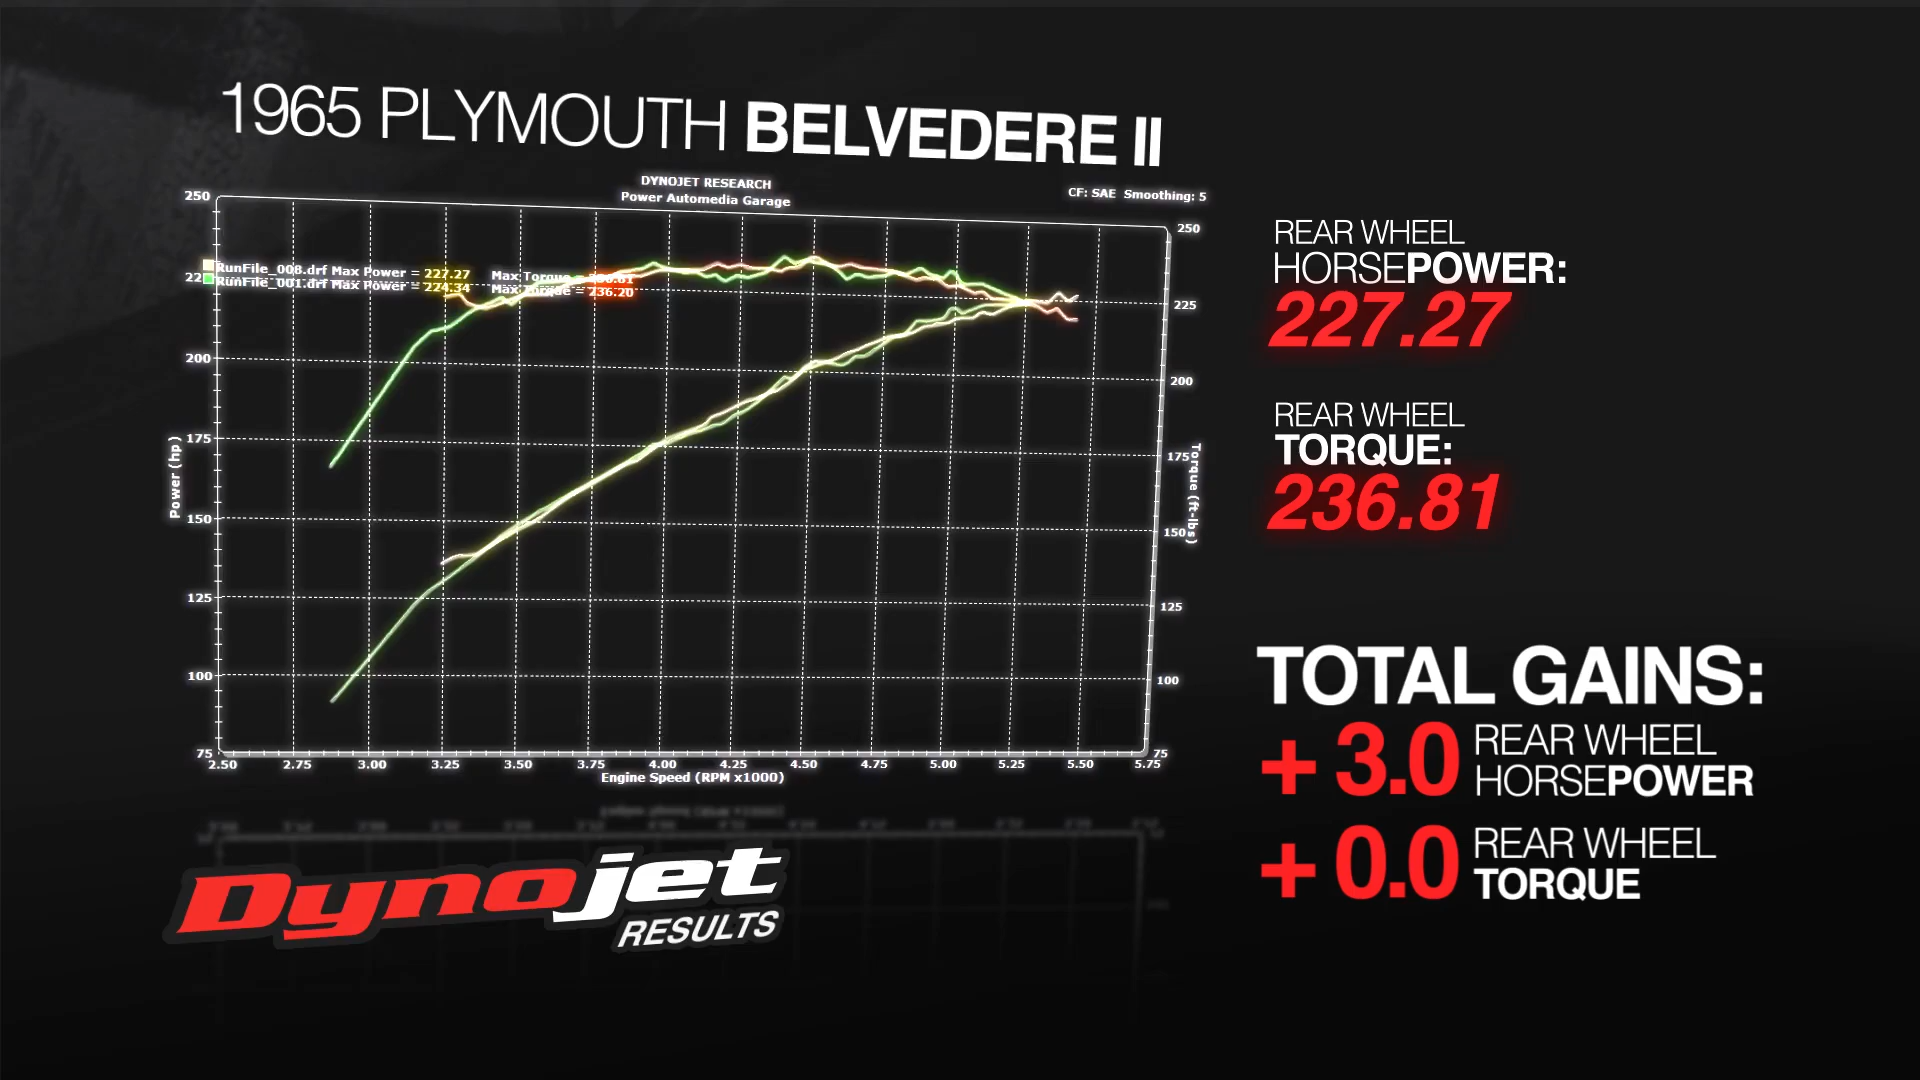 1965 PLYMOUTH BELVEDERE II
DYNOJET RESEARCH
Power Automedia Garage
CF: SAE Smoothing: 5
RunFile_008.drf Max Power = 227.27 Max Torque = 236.81
RunFile_001.drf Max Power = 224.34 Max Torque = 236.20
Power (hp)
250
200
175
150
125
100
75
Torque (ft-lbs)
250
225
200
175
150
125
100
75
2.50 2.75 3.00 3.25 3.50 3.75 4.00 4.25 4.50 4.75 5.00 5.25 5.50 5.75
Engine Speed (RPM x1000)
Dynojet
RESULTS
REAR WHEEL
HORSEPOWER:
227.27
REAR WHEEL
TORQUE:
236.81
TOTAL GAINS:
+ 3.0 REAR WHEEL
HORSEPOWER
+ 0.0 REAR WHEEL
TORQUE